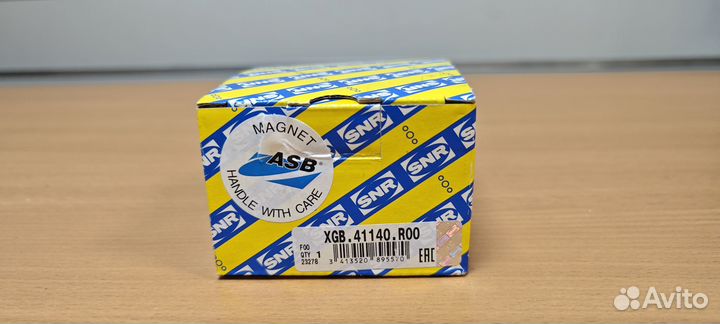 MAGNET
ASB
HANDLE WITH CARE
SNR
SNR
SNR
SNR
SNR
SNR
XGB.41140.R00
F00
QTY 1
23278
3 413520 895570
EAC
Avito